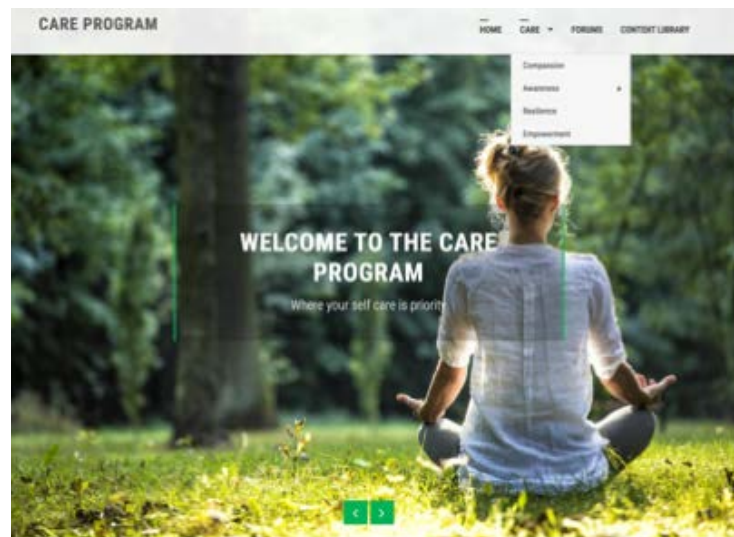 CARE PROGRAM
HOME CARE FORUMS CONTENT LIBRARY
Compassion
Awareness
Resilience
Empowerment
WELCOME TO THE CARE
PROGRAM
Where your self care is priority